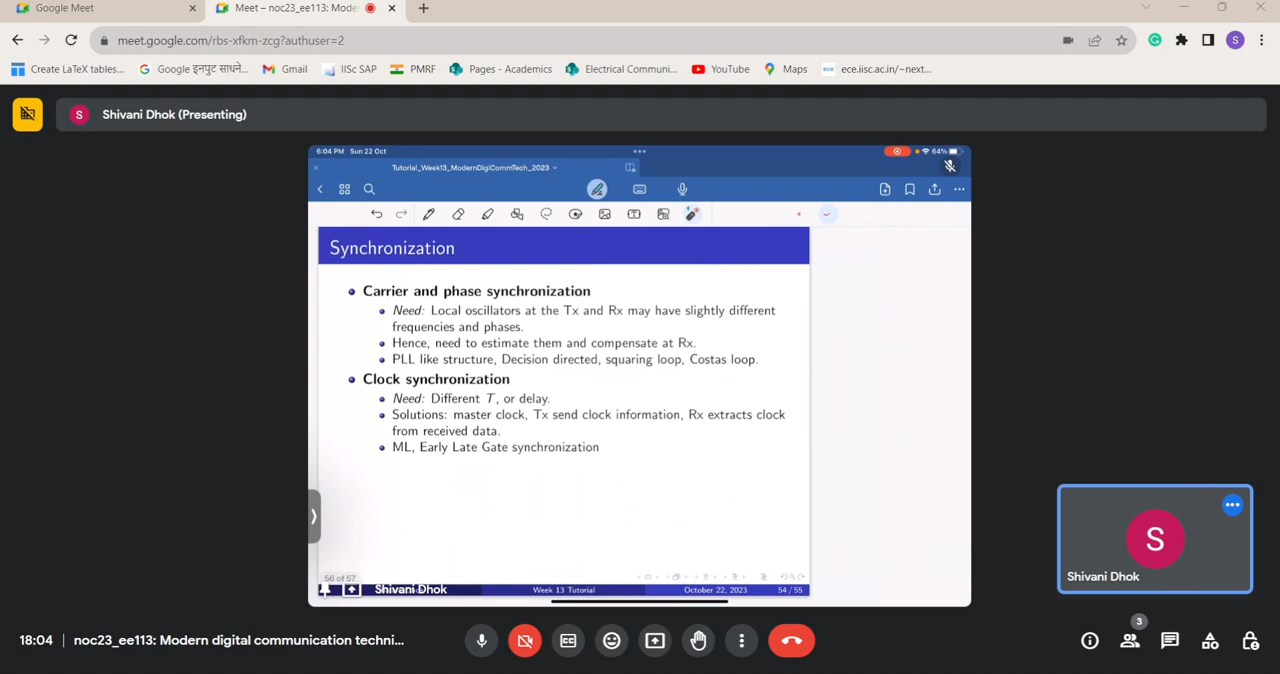 Google Meet
Meet – noc23_ee113: Mode
meet.google.com/rbs-xfkm-zcg?authuser=2
S
Create LaTeX tables...
Google इनपुट साधने...
Gmail
IISc SAP
PMRF
Pages - Academics
Electrical Communi...
YouTube
Maps
ece.iisc.ac.in/~next...
S
Shivani Dhok (Presenting)
6:04 PM Sun 22 Oct
64%
Tutorial_Week13_ModernDigiCommTech_2023
Synchronization
Carrier and phase synchronization
Need: Local oscillators at the Tx and Rx may have slightly different
frequencies and phases.
Hence, need to estimate them and compensate at Rx.
PLL like structure, Decision directed, squaring loop, Costas loop.
Clock synchronization
Need: Different T, or delay.
Solutions: master clock, Tx send clock information, Rx extracts clock
from received data.
ML, Early Late Gate synchronization
56 of 57
Shivani Dhok
Week 13 Tutorial
October 22, 2023
54 / 55
S
Shivani Dhok
18:04
noc23_ee113: Modern digital communication techni...
3